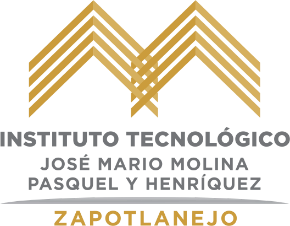 INSTITUTO TECNOLÓGICO
JOSÉ MARIO MOLINA
PASQUEL Y HENRÍQUEZ
ZAPOTLANEJO